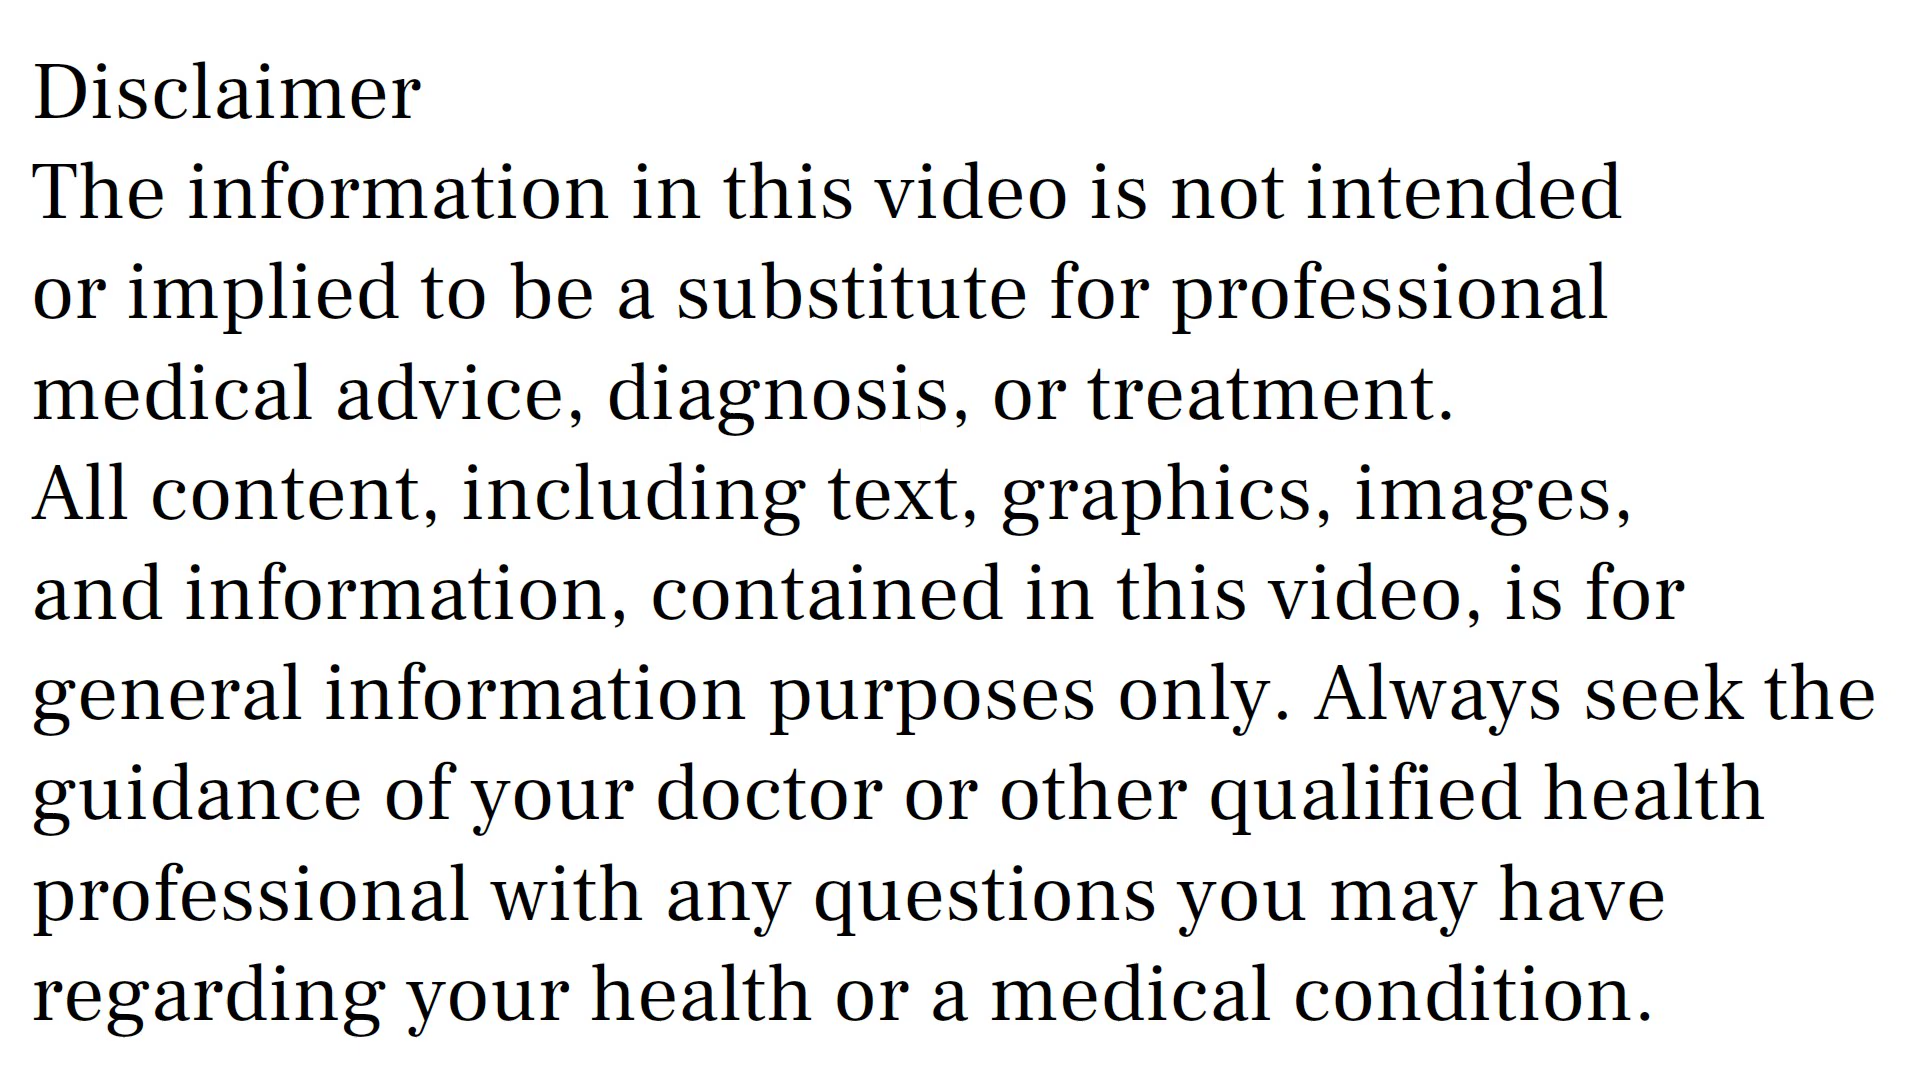 Disclaimer
The information in this video is not intended
or implied to be a substitute for professional
medical advice, diagnosis, or treatment.
All content, including text, graphics, images,
and information, contained in this video, is for
general information purposes only. Always seek the
guidance of your doctor or other qualified health
professional with any questions you may have
regarding your health or a medical condition.